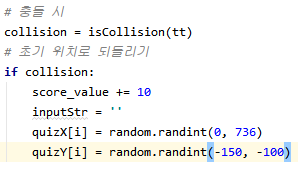 # 충돌 시
collision = isCollision(tt)
# 초기 위치로 되돌리기
if collision:
    score_value += 10
    inputStr = ''
    quizX[i] = random.randint(0, 736)
    quizY[i] = random.randint(-150, -100)